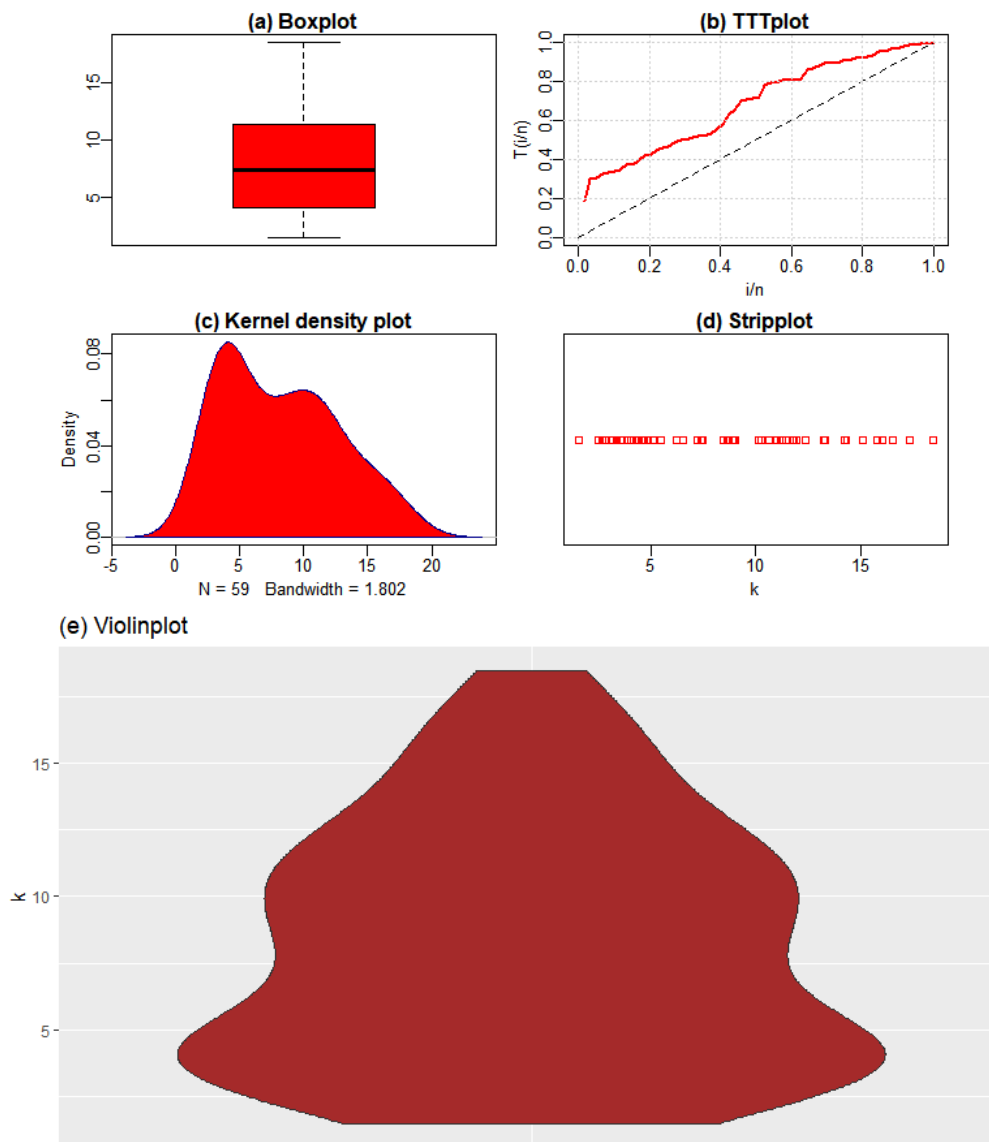 (a) Boxplot
15
10
5
(b) TTTplot
T(i/n)
1.0
0.8
0.6
0.4
0.2
0.0
0.0 0.2 0.4 0.6 0.8 1.0
i/n
(c) Kernel density plot
Density
0.08
0.04
0.00
-5 0 5 10 15 20
N = 59 Bandwidth = 1.802
(d) Stripplot
5 10 15
k
(e) Violinplot
k
15
10
5